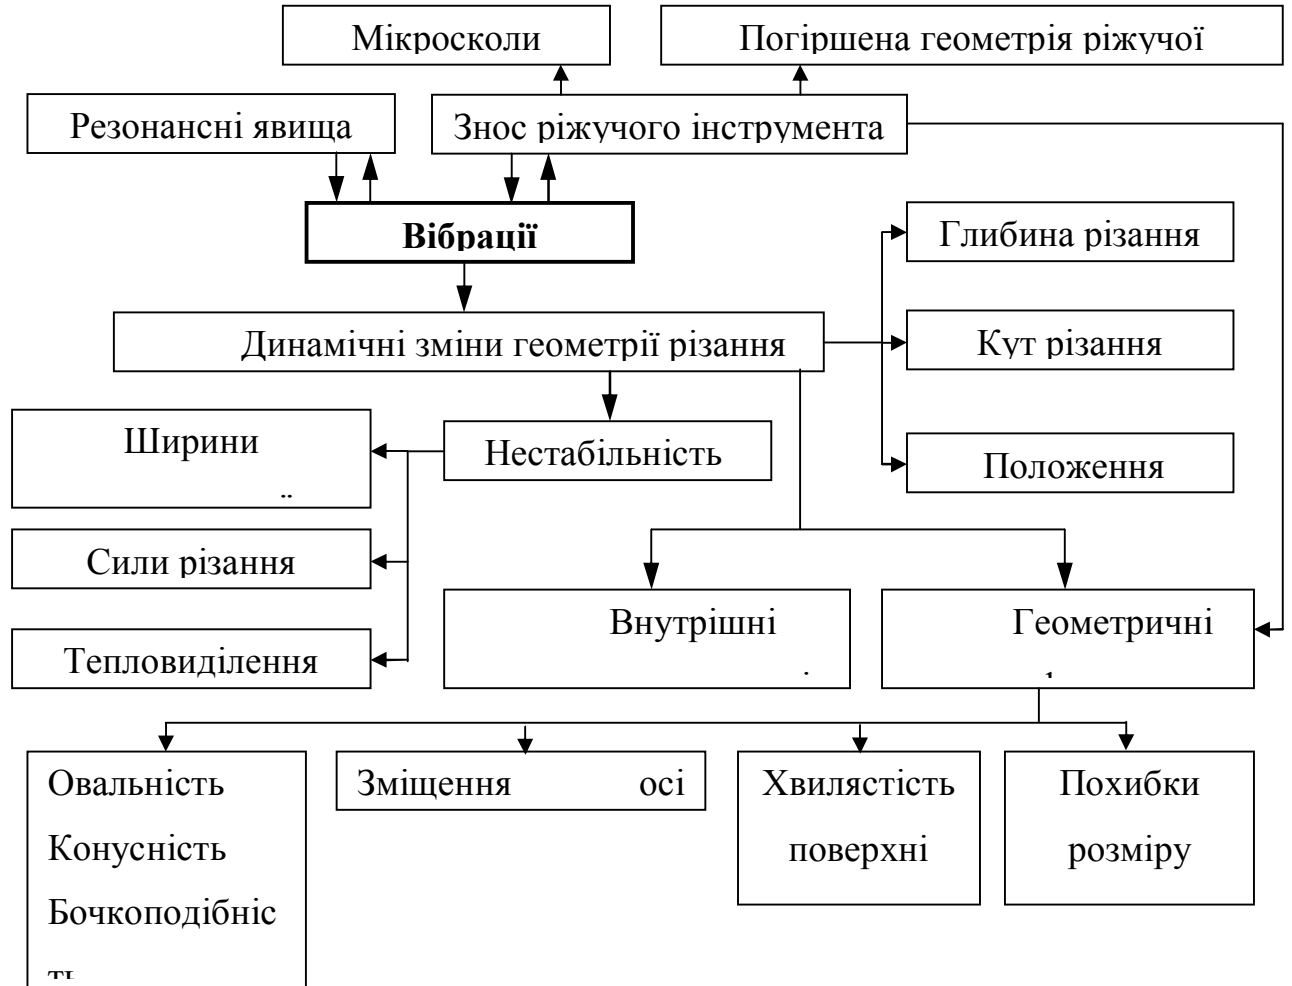 Мікросколи
Погіршена геометрія ріжучої
Резонансні явища
Знос ріжучого інструмента
Вібрації
Глибина різання
Динамічні зміни геометрії різання
Кут різання
Ширини
Нестабільність
Положення
Сили різання
Внутрішні
Геометричні
Тепловиділення
Овальність
Конусність
Бочкоподібніс
ть
Зміщення осі
Хвилястість
поверхні
Похибки
розміру